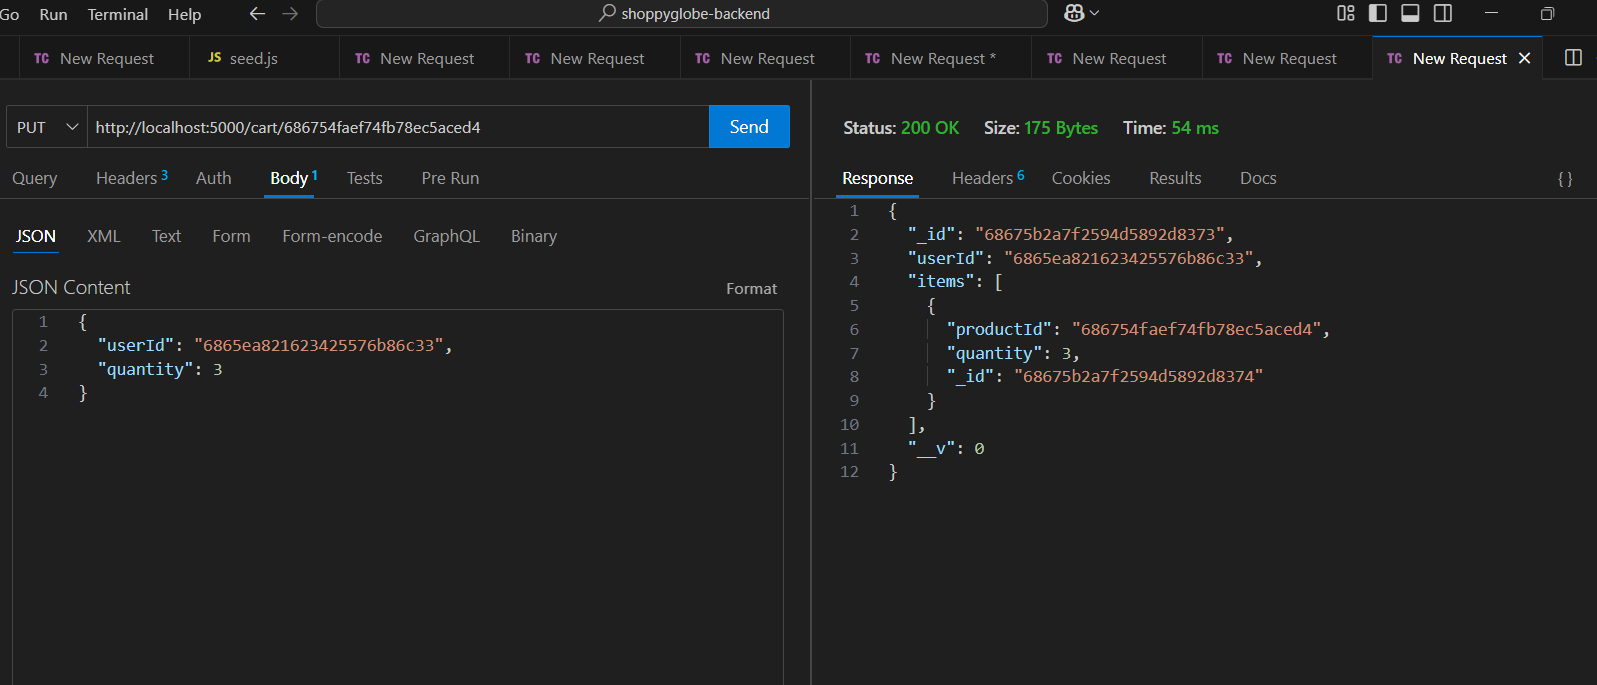 Go Run Terminal Help shoppyglobe-backend
TC New Request JS seed.js TC New Request TC New Request TC New Request TC New Request * TC New Request TC New Request TC New Request
PUT http://localhost:5000/cart/686754faef74fb78ec5aced4 Send
Query Headers 3 Auth Body 1 Tests Pre Run
JSON XML Text Form Form-encode GraphQL Binary
JSON Content Format
1 {
2 "userId": "6865ea821623425576b86c33",
3 "quantity": 3
4 }
Status: 200 OK Size: 175 Bytes Time: 54 ms
Response Headers 6 Cookies Results Docs { }
1 {
2 "_id": "68675b2a7f2594d5892d8373",
3 "userId": "6865ea821623425576b86c33",
4 "items": [
5 {
6 "productId": "686754faef74fb78ec5aced4",
7 "quantity": 3,
8 "_id": "68675b2a7f2594d5892d8374"
9 }
10 ],
11 "__v": 0
12 }